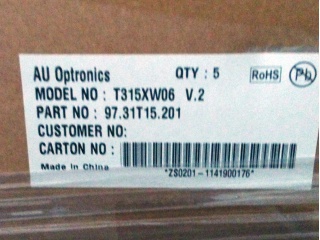 AU Optronics QTY : 5 RoHS Pb
MODEL NO : T315XW06 V.2
PART NO : 97.31T15.201
CUSTOMER NO:
CARTON NO :
Made in China *ZS0201-1141900176*